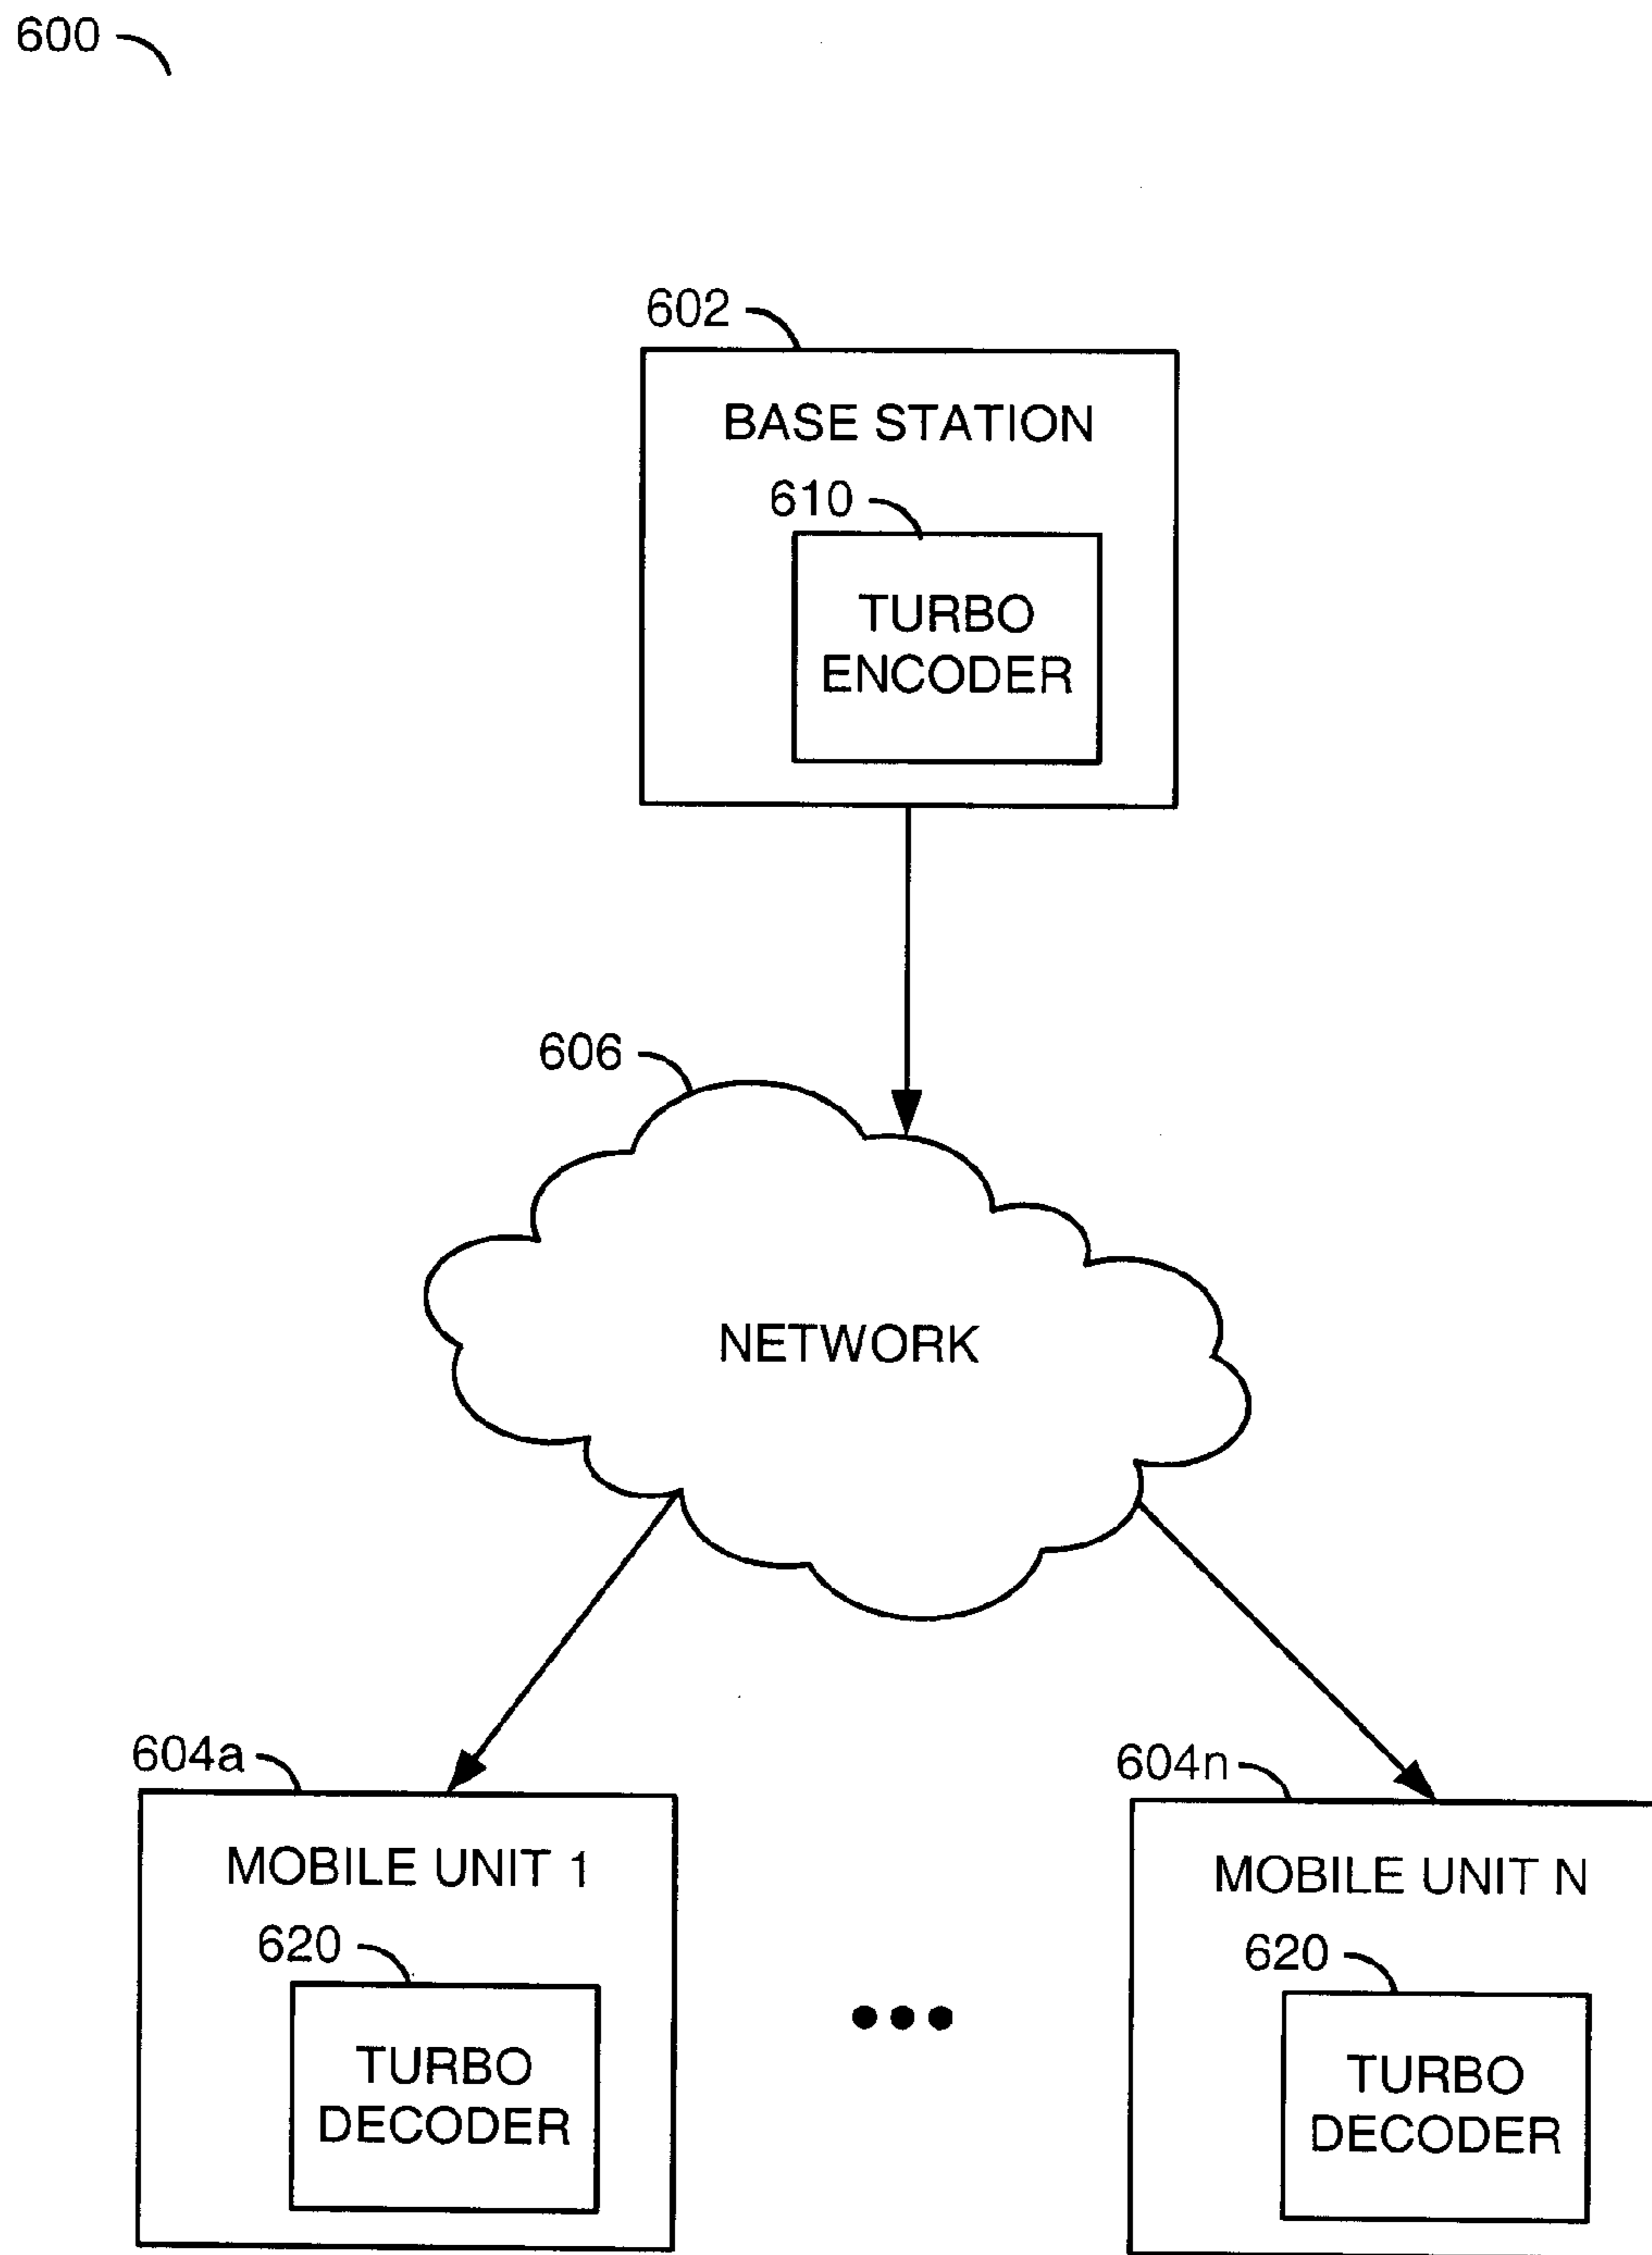 600
602
BASE STATION
610
TURBO
ENCODER
606
NETWORK
604a
604n
MOBILE UNIT 1
MOBILE UNIT N
620
620
TURBO
DECODER
TURBO
DECODER